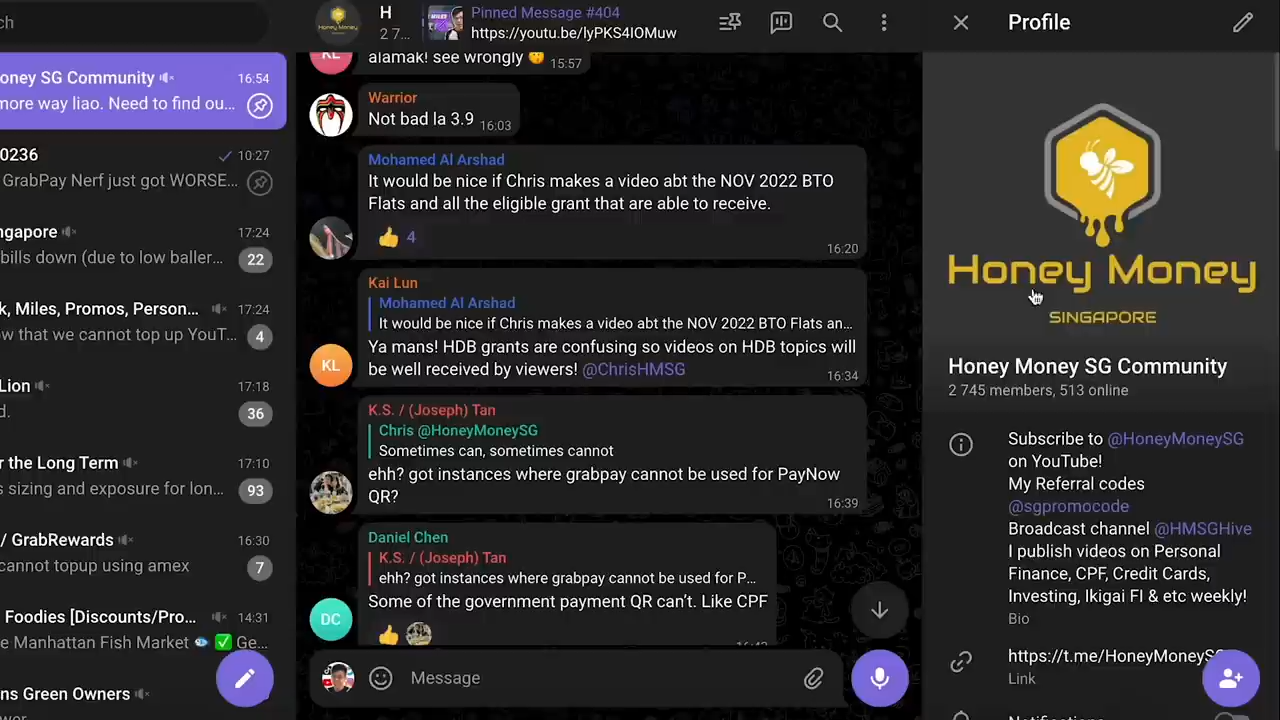 ch
oney SG Community
16:54
more way liao. Need to find ou...
0236
10:27
GrabPay Nerf just got WORSE...
ngapore
17:24
bills down (due to low baller...
22
k, Miles, Promos, Person...
17:24
ow that we cannot top up YouT...
4
Lion
17:18
d.
36
r the Long Term
17:10
s sizing and exposure for lon...
93
/ GrabRewards
16:30
cannot topup using amex
7
Foodies [Discounts/Pro...
14:31
e Manhattan Fish Market 🐟 ✅ Ge...
ns Green Owners
Honey Money
H
2 7...
Pinned Message #404
https://youtu.be/lyPKS4IOMuw
KL
alamak! see wrongly 🤭 15:57
Warrior
Not bad la 3.9 16:03
Mohamed Al Arshad
It would be nice if Chris makes a video abt the NOV 2022 BTO
Flats and all the eligible grant that are able to receive.
👍 4
16:20
Kai Lun
Mohamed Al Arshad
It would be nice if Chris makes a video abt the NOV 2022 BTO Flats an...
Ya mans! HDB grants are confusing so videos on HDB topics will
be well received by viewers! @ChrisHMSG
KL
16:34
K.S. / (Joseph) Tan
Chris @HoneyMoneySG
Sometimes can, sometimes cannot
ehh? got instances where grabpay cannot be used for PayNow
QR?
16:39
Daniel Chen
K.S. / (Joseph) Tan
ehh? got instances where grabpay cannot be used for P...
Some of the government payment QR can't. Like CPF
DC
👍
Message
Profile
Honey Money
SINGAPORE
Honey Money SG Community
2 745 members, 513 online
Subscribe to @HoneyMoneySG
on YouTube!
My Referral codes
@sgpromocode
Broadcast channel @HMSGHive
I publish videos on Personal
Finance, CPF, Credit Cards,
Investing, Ikigai FI & etc weekly!
Bio
https://t.me/HoneyMoneyS
Link
Notifications